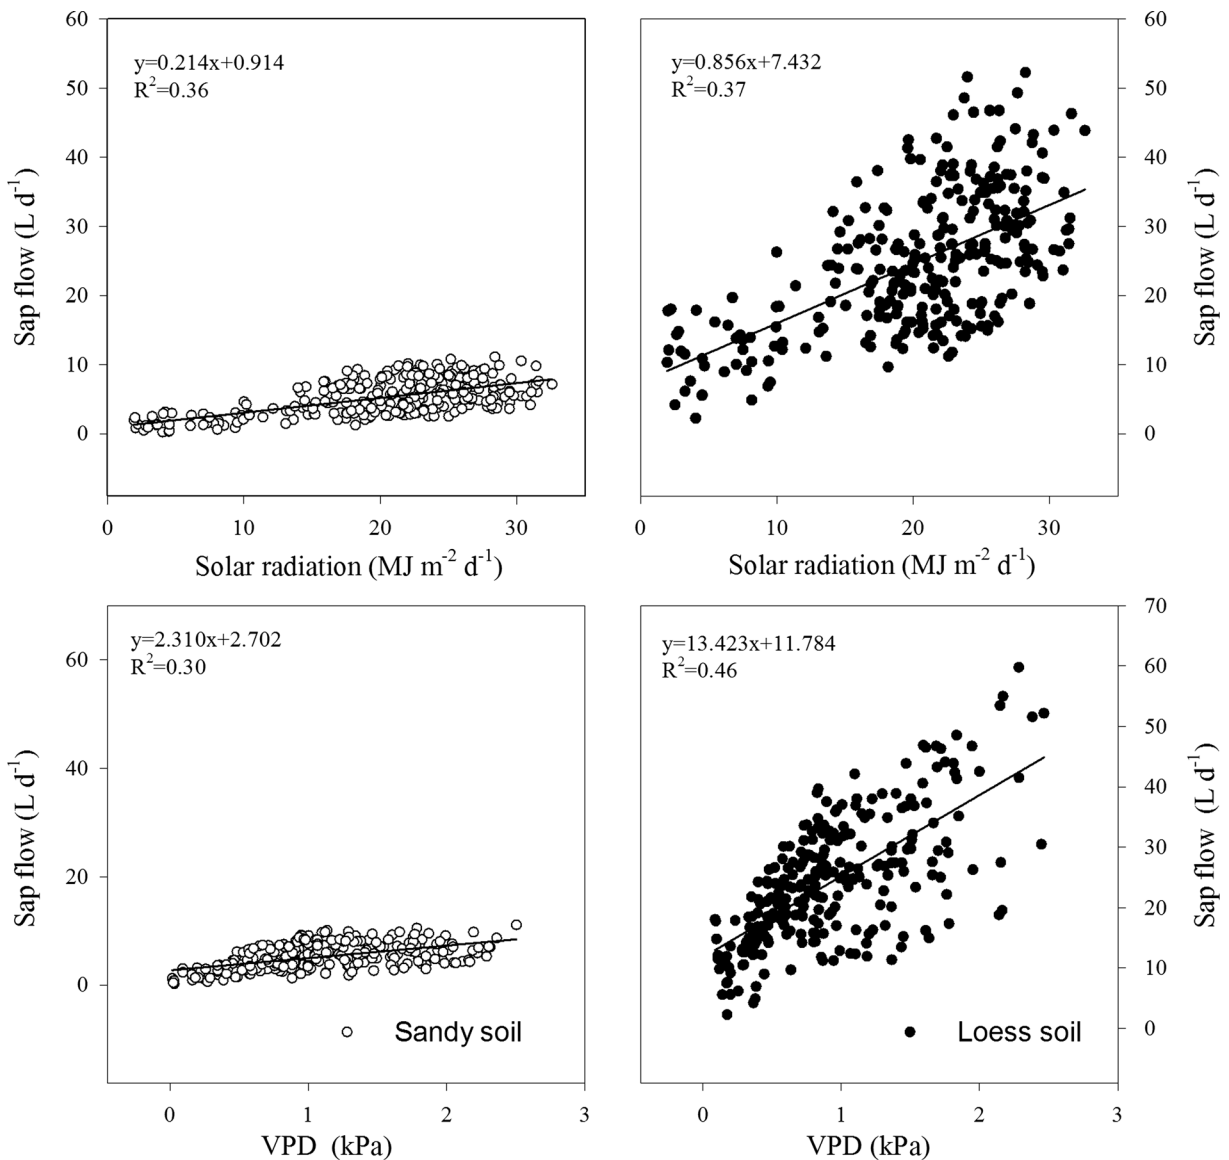 y=0.214x+0.914
R²=0.36
60
50
40
30
20
10
0
Sap flow (L d⁻¹)
0 10 20 30
Solar radiation (MJ m⁻² d⁻¹)
y=0.856x+7.432
R²=0.37
60
50
40
30
20
10
0
Sap flow (L d⁻¹)
0 10 20 30
Solar radiation (MJ m⁻² d⁻¹)
y=2.310x+2.702
R²=0.30
60
40
20
0
Sap flow (L d⁻¹)
Sandy soil
0 1 2 3
VPD (kPa)
y=13.423x+11.784
R²=0.46
70
60
50
40
30
20
10
0
Sap flow (L d⁻¹)
Loess soil
0 1 2 3
VPD (kPa)